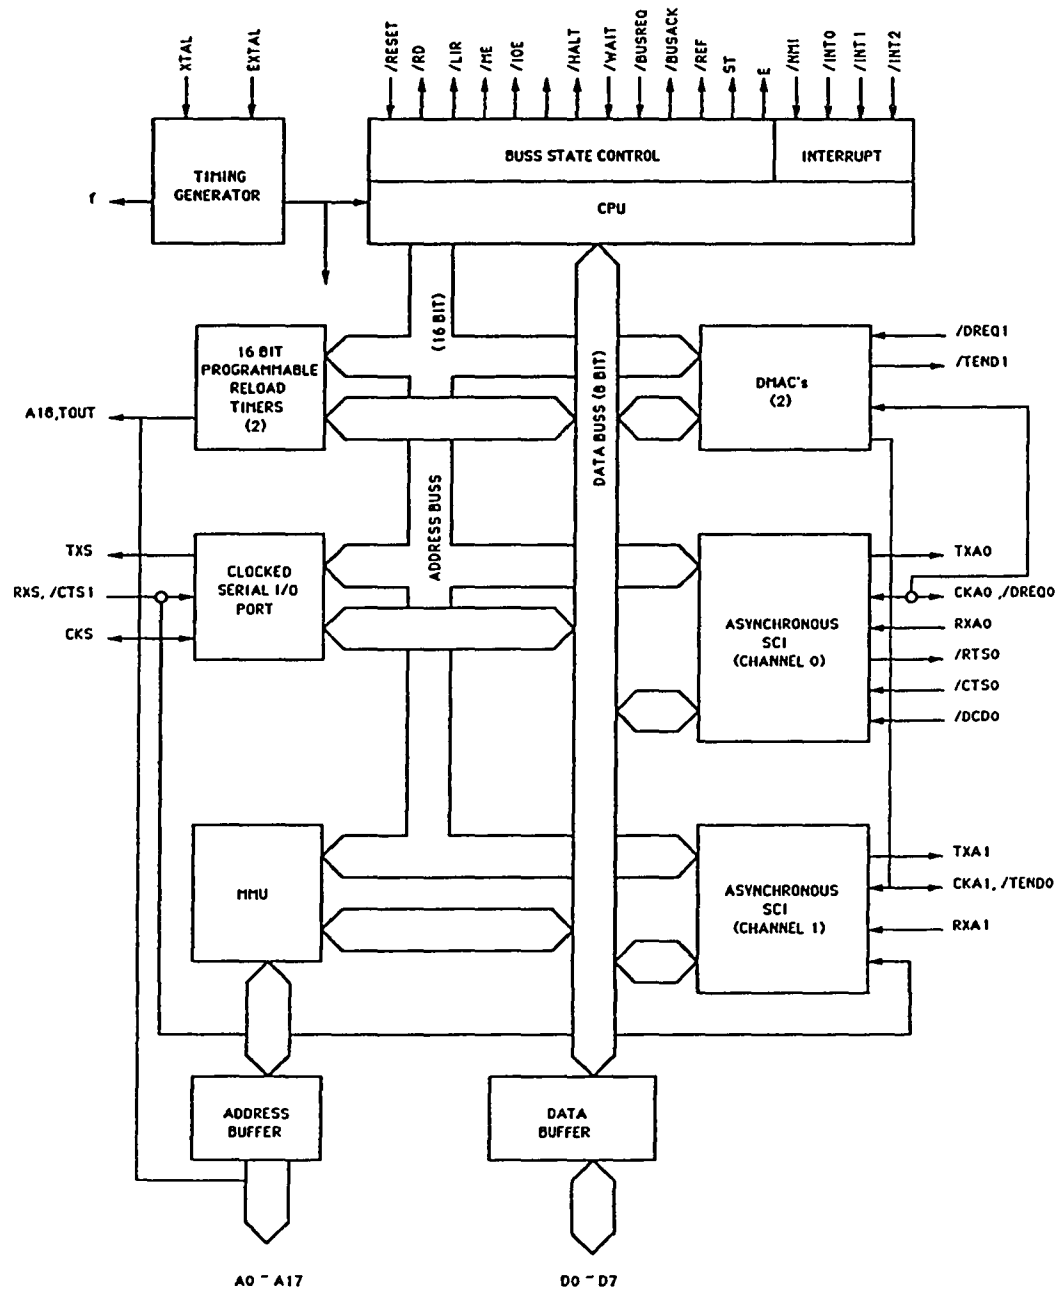 XTAL
EXTAL
/RESET
/RD
/LIR
/ME
/IOE
/HALT
/WAIT
/BUSREQ
/BUSACK
/REF
ST
E
/NMI
/INT0
/INT1
/INT2
TIMING
GENERATOR
BUSS STATE CONTROL
INTERRUPT
CPU
f
(16 BIT)
16 BIT
PROGRAMMABLE
RELOAD
TIMERS
(2)
DATA BUSS (8 BIT)
DMAC's
(2)
/DREQ1
/TEND1
A18,TOUT
ADDRESS BUSS
TXS
RXS, /CTS1
CKS
CLOCKED
SERIAL I/O
PORT
ASYNCHRONOUS
SCI
(CHANNEL 0)
TXA0
CKA0 ,/DREQ0
RXA0
/RTS0
/CTS0
/DCD0
MMU
ASYNCHRONOUS
SCI
(CHANNEL 1)
TXA1
CKA1, /TEND0
RXA1
ADDRESS
BUFFER
DATA
BUFFER
A0 - A17
D0 - D7